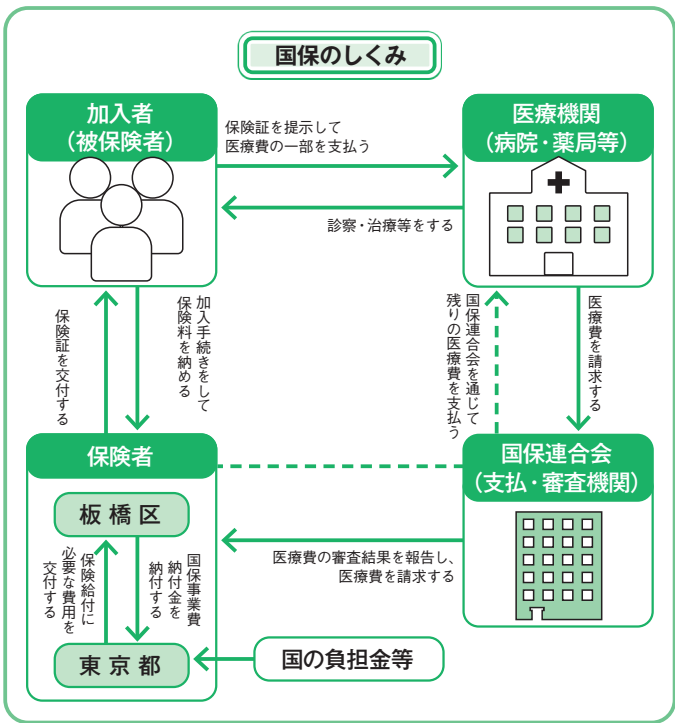 国保のしくみ
加入者
（被保険者）
保険証を提示して
医療費の一部を支払う
医療機関
（病院・薬局等）
診察・治療等をする
保険証を交付する
加入手続きをして
保険料を納める
国保連合会を通じて
残りの医療費を支払う
医療費を請求する
保険者
国保連合会
（支払・審査機関）
板橋区
医療費の審査結果を報告し、
医療費を請求する
保険給付に
必要な費用を
交付する
国保事業費
納付金を
納付する
東京都
国の負担金等